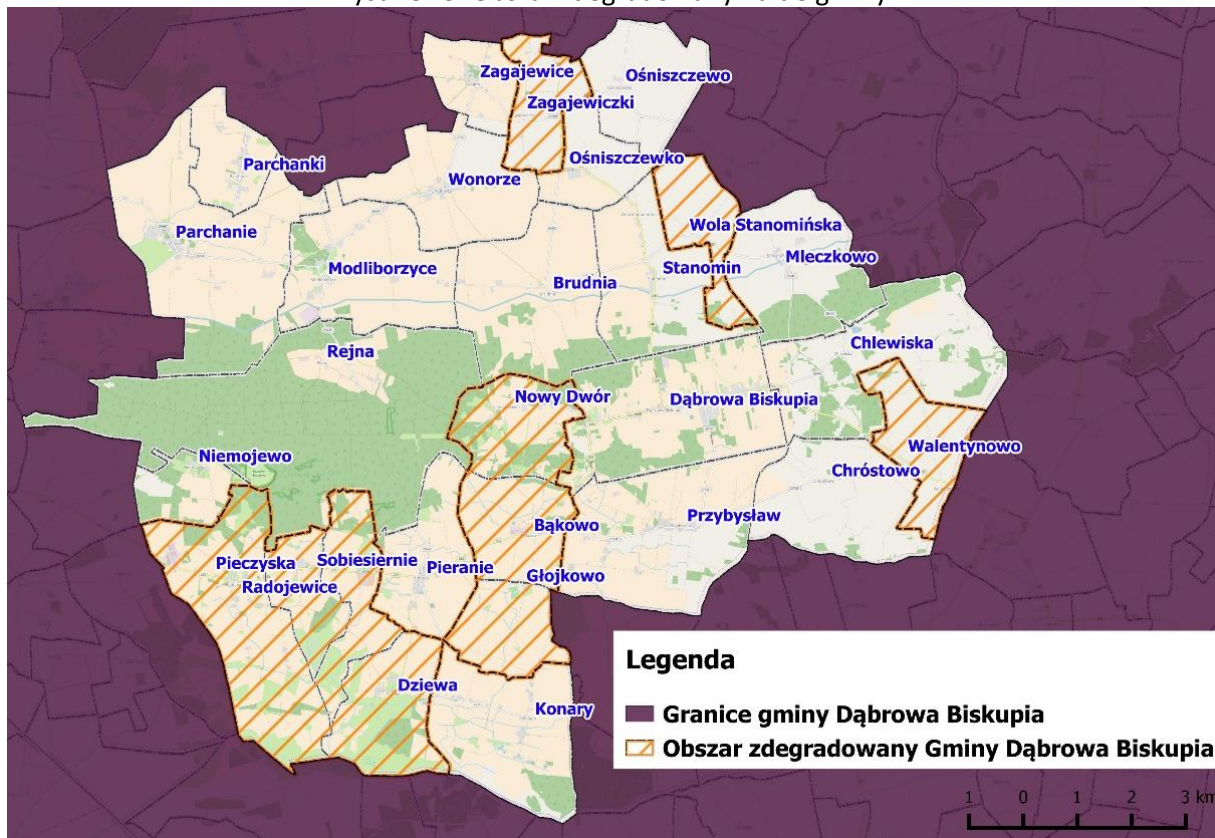 Zagajewice
Ośniszczewo
Zagajewiczki
Ośniszczewko
Parchanki
Wonorze
Wola Stanomińska
Parchanie
Mleczkowo
Stanomin
Modliborzyce
Brudnia
Chlewiska
Rejna
Nowy Dwór
Dąbrowa Biskupia
Walentynowo
Niemojewo
Chróstowo
Przybysław
Bąkowo
Pieczyska
Sobiesiernie
Pieranie
Głojkowo
Radojewice
Dziewa
Konary
Legenda
Granice gminy Dąbrowa Biskupia
Obszar zdegradowany Gminy Dąbrowa Biskupia
1 0 1 2 3 km